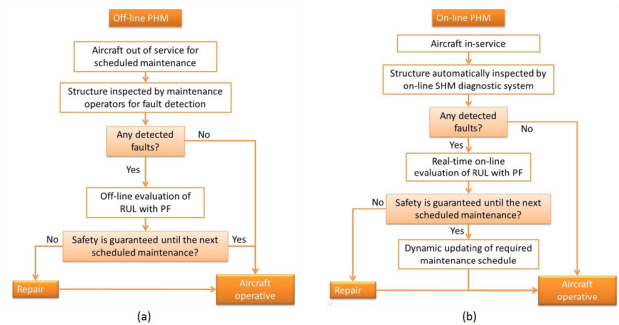 Off-line PHM
Aircraft out of service for
scheduled maintenance
Structure inspected by maintenance
operators for fault detection
Any detected
faults?
No
Yes
Off-line evaluation of
RUL with PF
No
Safety is guaranteed until the next
scheduled maintenance?
Yes
Repair
Aircraft
operative
(a)
On-line PHM
Aircraft in-service
Structure automatically inspected by
on-line SHM diagnostic system
Any detected
faults?
No
Yes
Real-time on-line
evaluation of RUL with PF
No
Safety is guaranteed until the next
scheduled maintenance?
Yes
Dynamic updating of required
maintenance schedule
Repair
Aircraft
operative
(b)